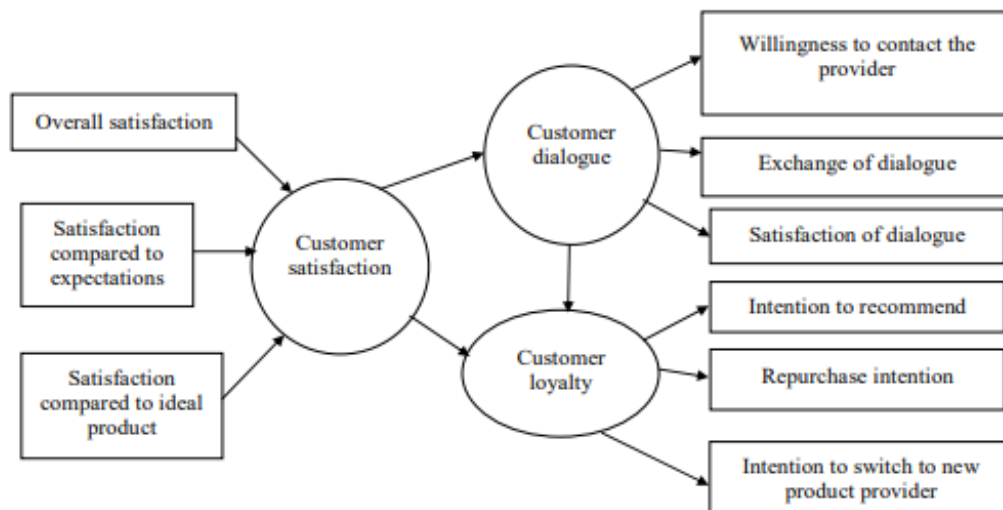 Overall satisfaction
Satisfaction
compared to
expectations
Satisfaction
compared to ideal
product
Customer
satisfaction
Customer
dialogue
Customer
loyalty
Willingness to contact the
provider
Exchange of dialogue
Satisfaction of dialogue
Intention to recommend
Repurchase intention
Intention to switch to new
product provider